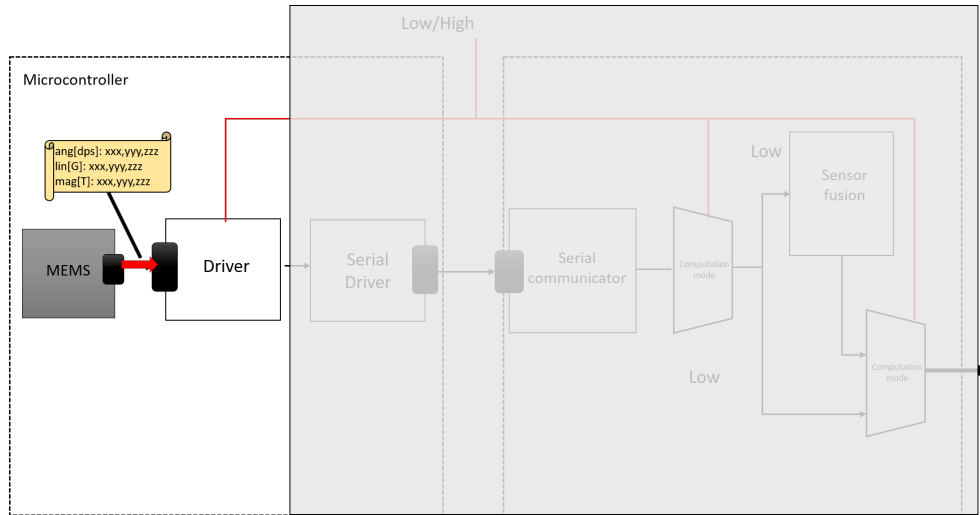 Low/High
Microcontroller
ang[dps]: xxx,yyy,zzz
lin[G]: xxx,yyy,zzz
mag[T]: xxx,yyy,zzz
MEMS
Driver
Serial
Driver
Serial
communicator
Computation
mode
Low
Sensor
fusion
Low
Computation
mode